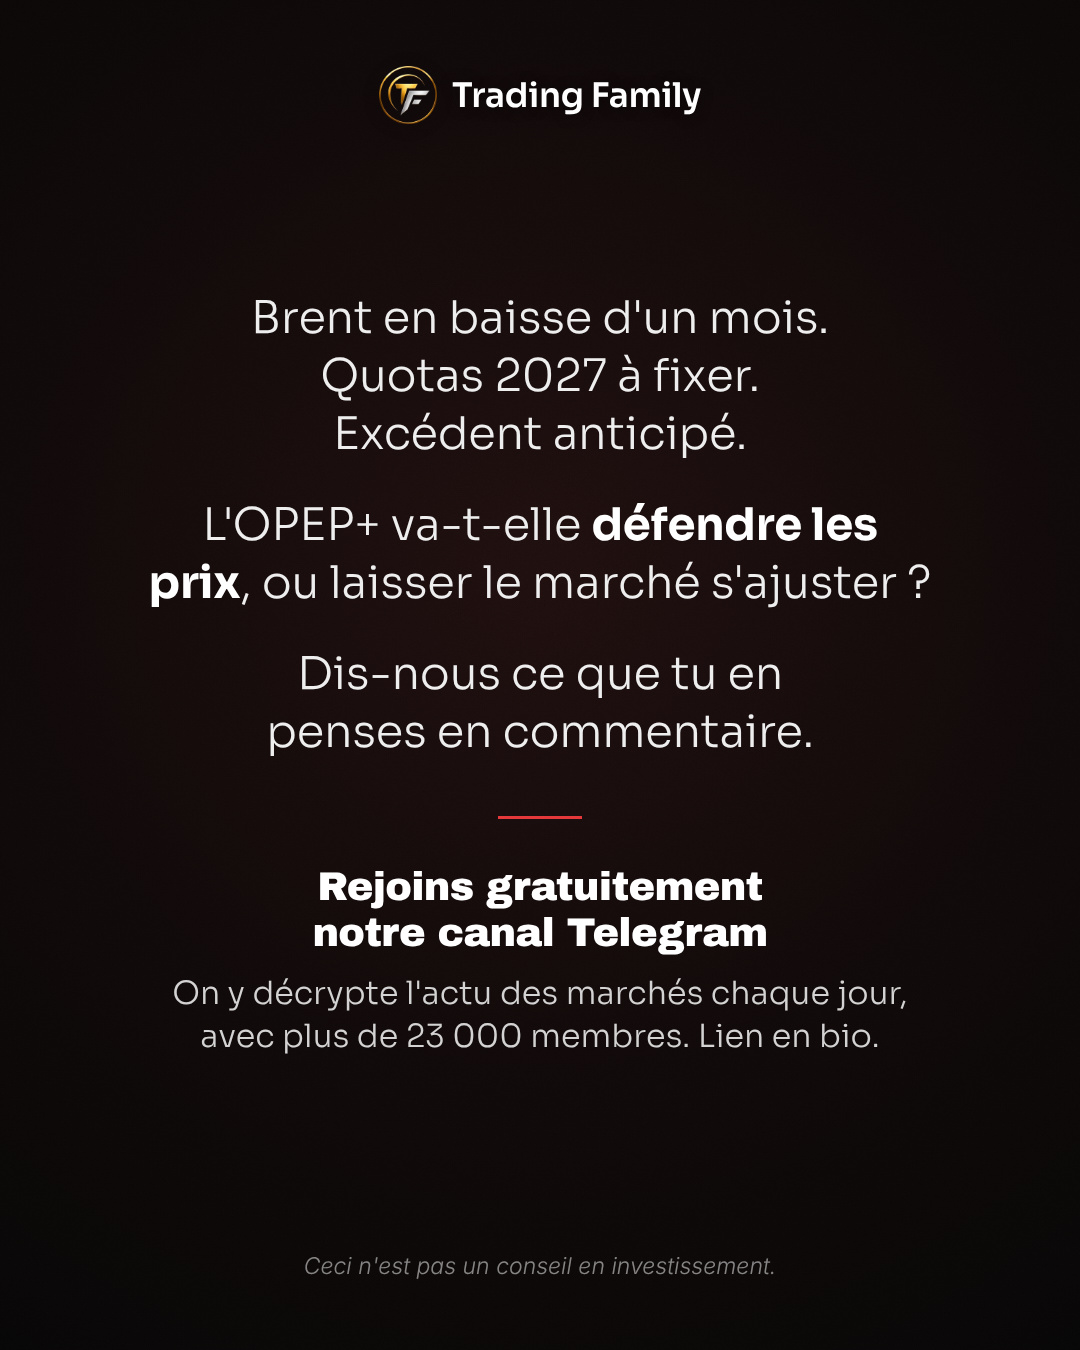 TF Trading Family
Brent en baisse d'un mois.
Quotas 2027 à fixer.
Excédent anticipé.
L'OPEP+ va-t-elle défendre les
prix, ou laisser le marché s'ajuster ?
Dis-nous ce que tu en
penses en commentaire.
Rejoins gratuitement
notre canal Telegram
On y décrypte l'actu des marchés chaque jour,
avec plus de 23 000 membres. Lien en bio.
Ceci n'est pas un conseil en investissement.